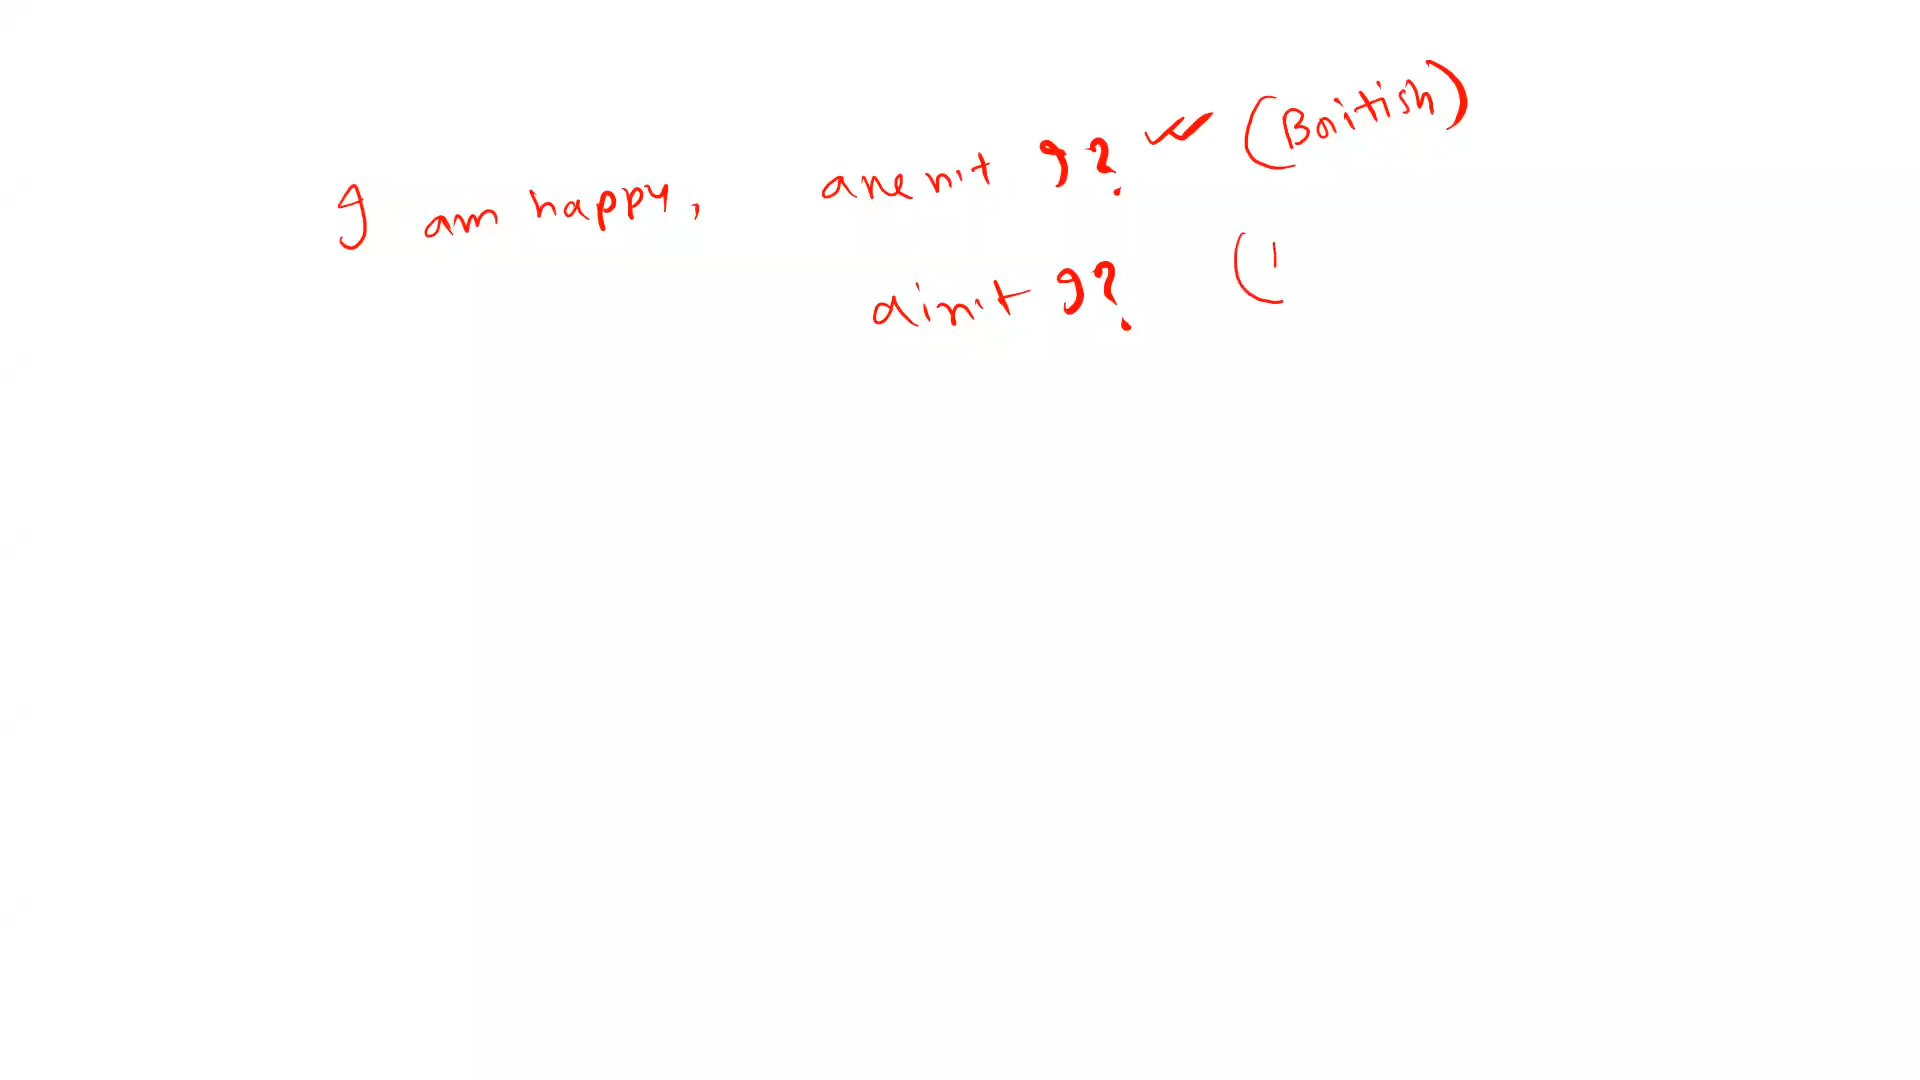 I am happy, aren't I? (British)
ain't I? (